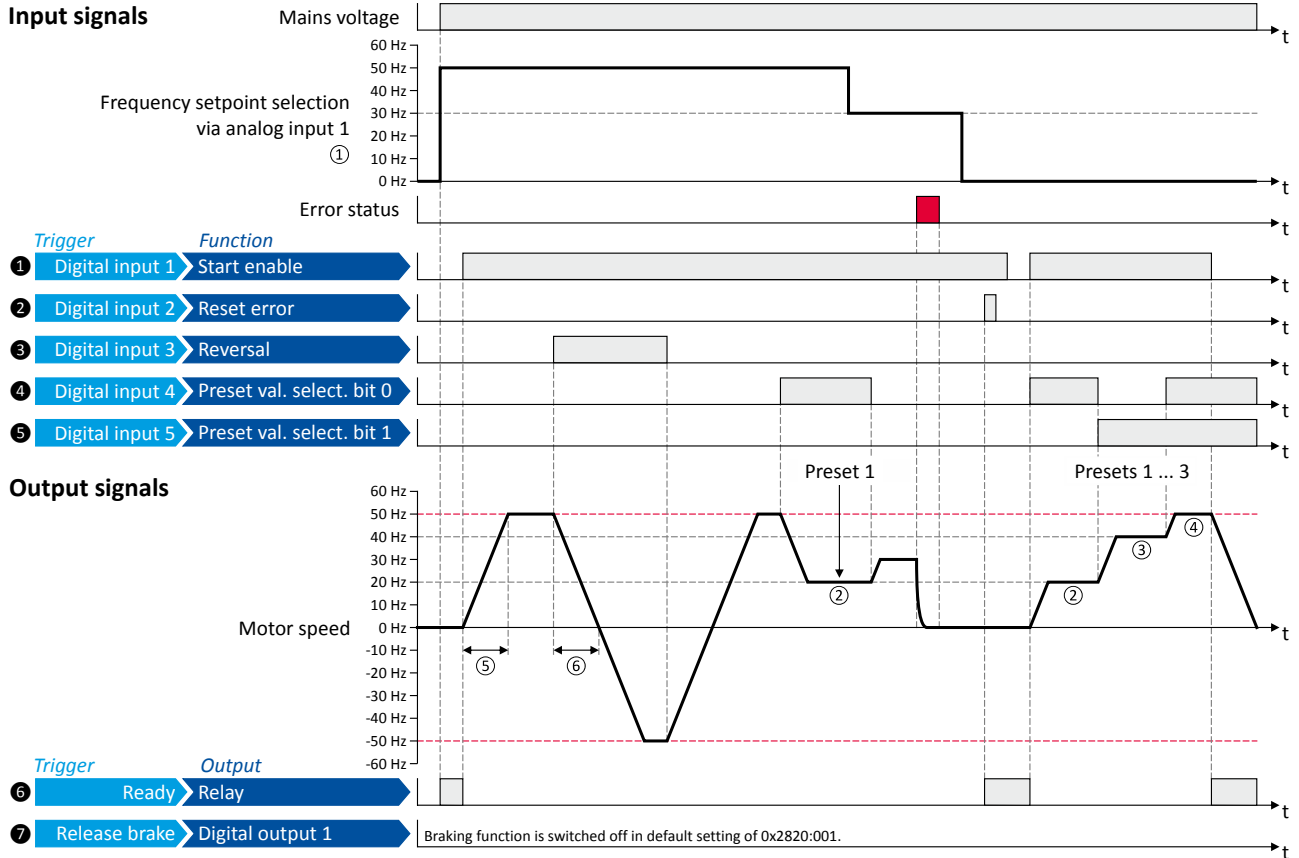 Input signals
Mains voltage
t
60 Hz
50 Hz
Frequency setpoint selection
via analog input 1
①
30 Hz
20 Hz
10 Hz
0 Hz
t
Error status
t
Trigger Function
❶ Digital input 1 Start enable
t
❷ Digital input 2 Reset error
t
❸ Digital input 3 Reversal
t
❹ Digital input 4 Preset val. select. bit 0
t
❺ Digital input 5 Preset val. select. bit 1
t
Preset 1 Presets 1 ... 3
Output signals
60 Hz
50 Hz
40 Hz
30 Hz
20 Hz
10 Hz
0 Hz
-10 Hz
-20 Hz
-30 Hz
-40 Hz
-50 Hz
-60 Hz
Motor speed
t
⑤ ⑥ ② ② ③ ④
Trigger Output
❻ Ready Relay
t
❼ Release brake Digital output 1
Braking function is switched off in default setting of 0x2820:001.
t